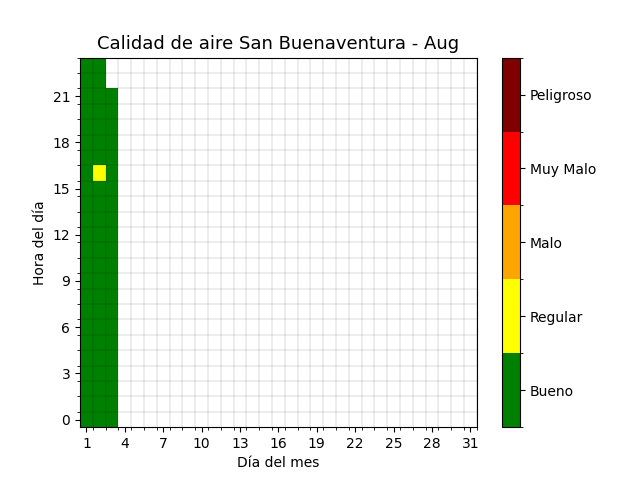 Calidad de aire San Buenaventura - Aug
Hora del día
21
18
15
12
9
6
3
0
1 4 7 10 13 16 19 22 25 28 31
Día del mes
Peligroso
Muy Malo
Malo
Regular
Bueno